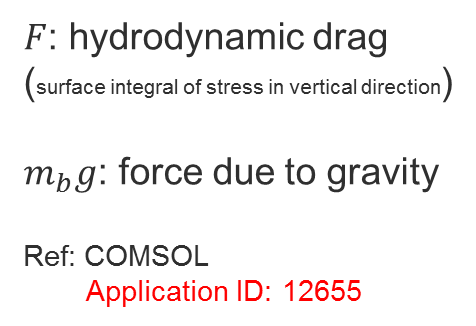 F: hydrodynamic drag
(surface integral of stress in vertical direction)
m_b g: force due to gravity
Ref: COMSOL
Application ID: 12655